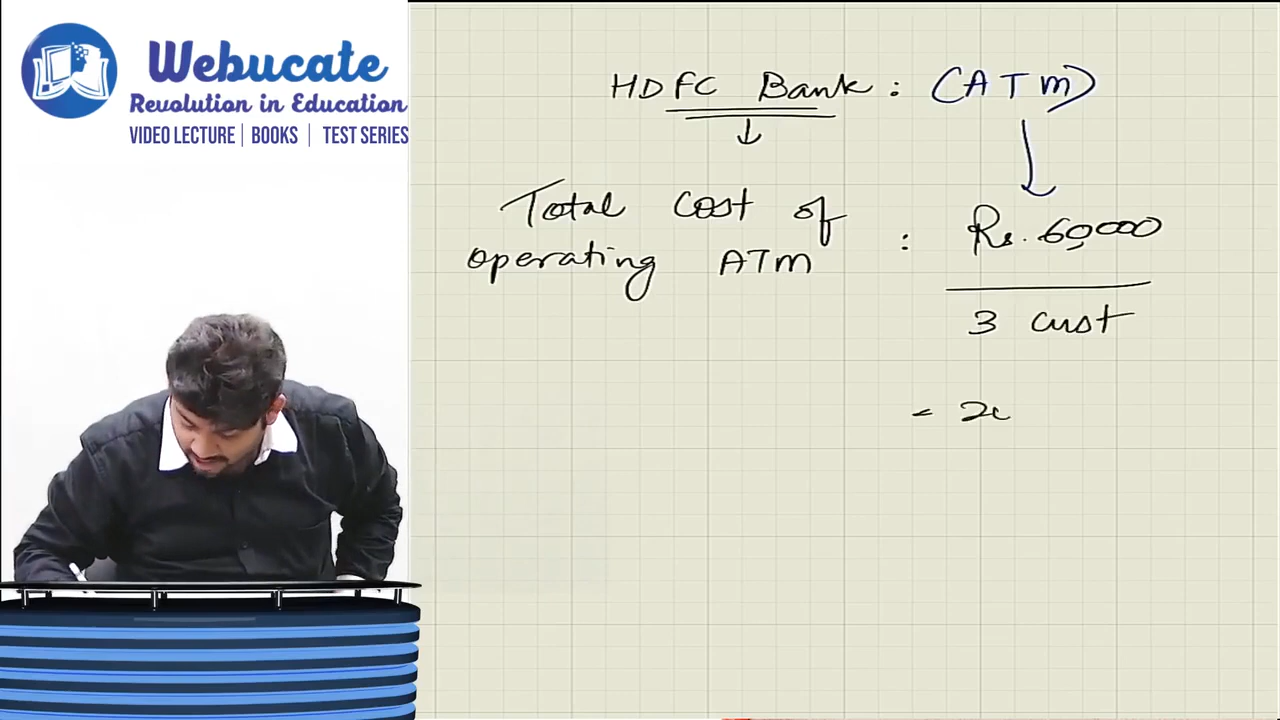 Webucate
Revolution in Education
VIDEO LECTURE | BOOKS | TEST SERIES
HDFC Bank : (ATM)
Total Cost of
operating ATM : Rs. 60,000
3 cust
= 20